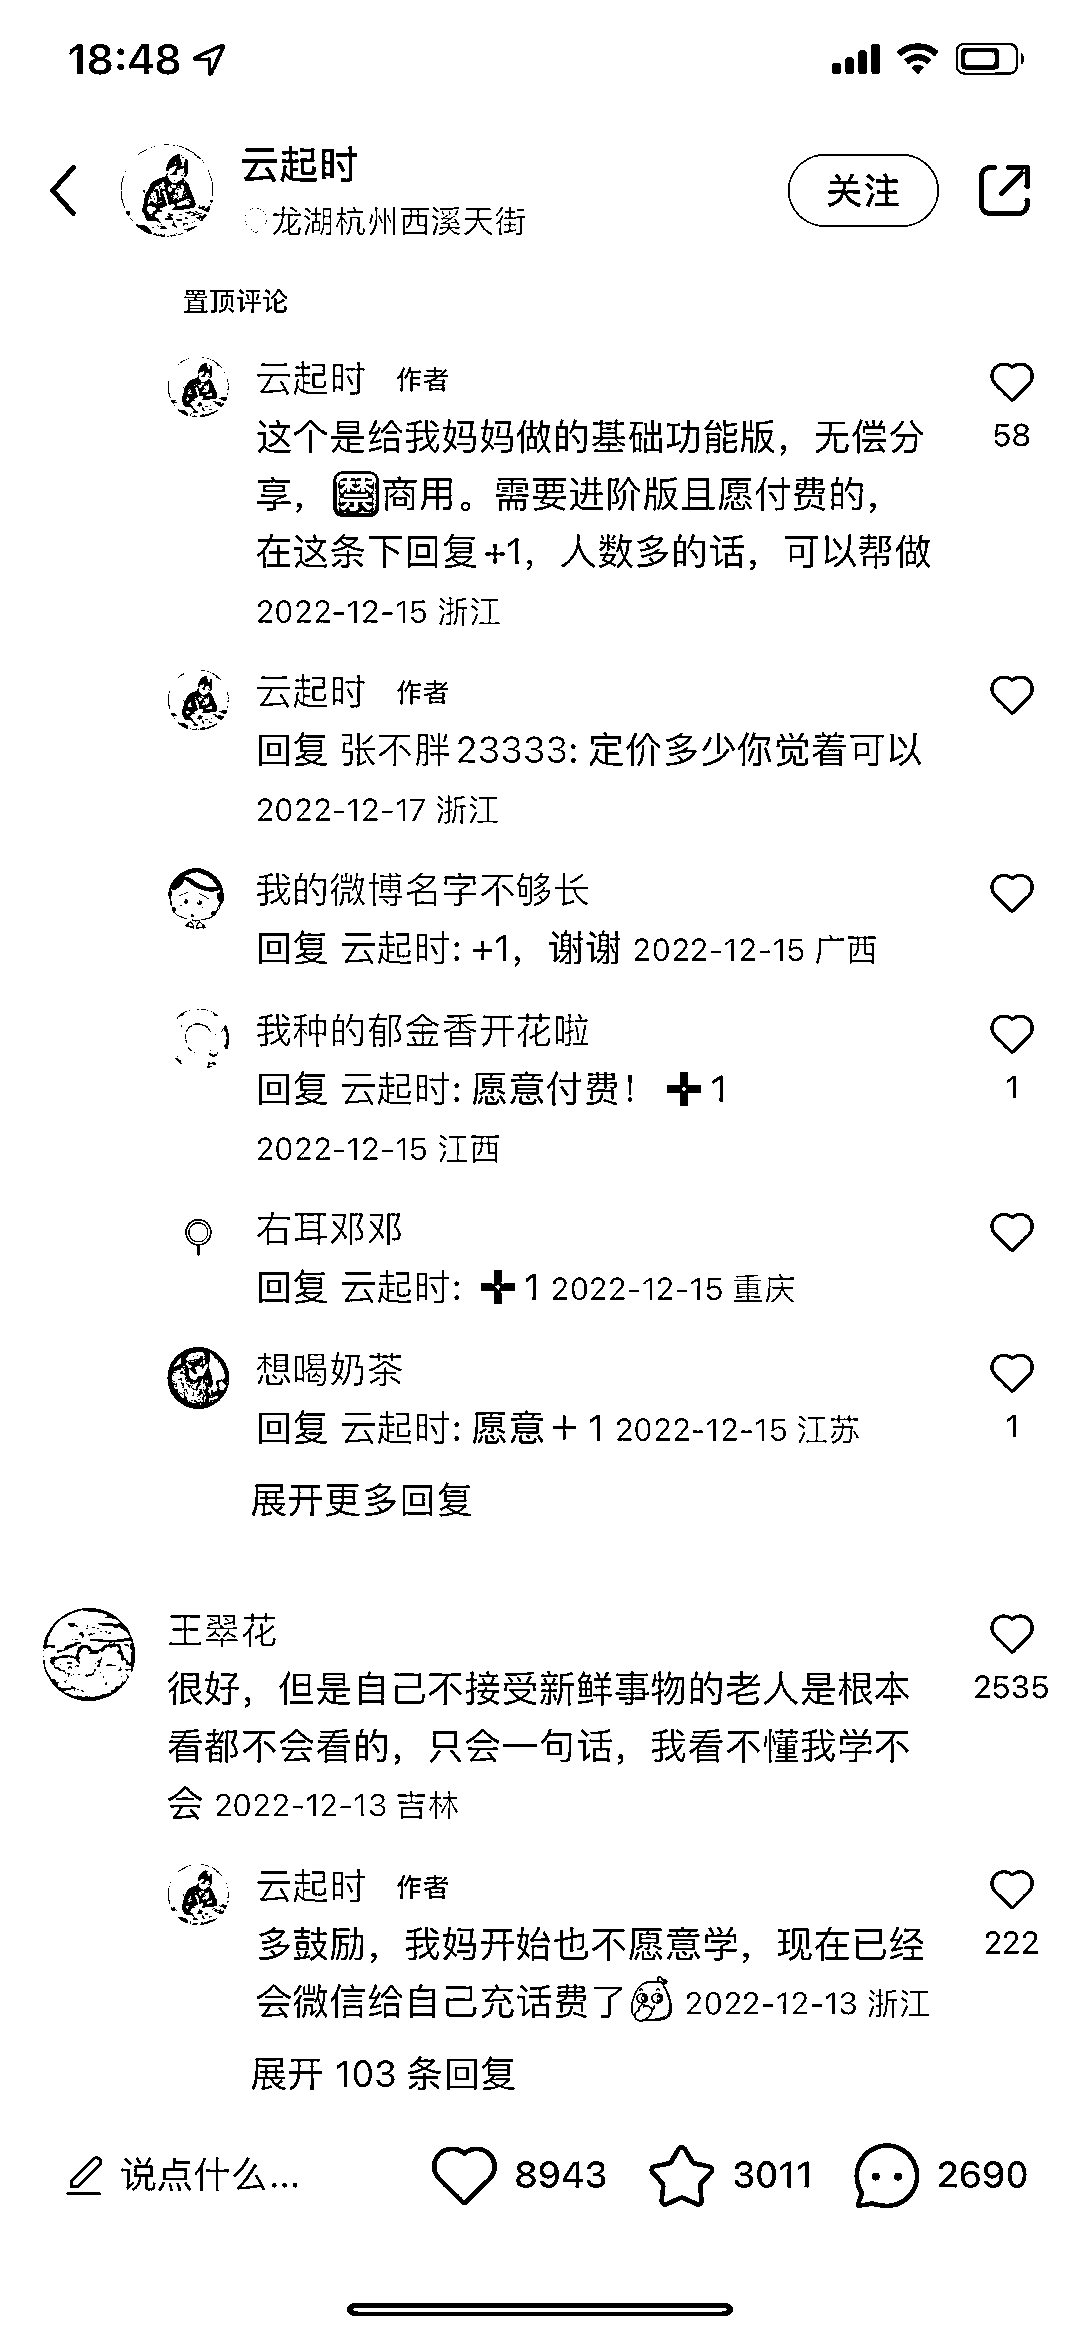 18:48
云起时
龙湖杭州西溪天街
关注
置顶评论
云起时 作者
这个是给我妈妈做的基础功能版，无偿分
享，🈲商用。需要进阶版且愿付费的，
在这条下回复+1，人数多的话，可以帮做
2022-12-15 浙江
58
云起时 作者
回复 张不胖23333: 定价多少你觉着可以
2022-12-17 浙江
我的微博名字不够长
回复 云起时: +1，谢谢 2022-12-15 广西
我种的郁金香开花啦
回复 云起时: 愿意付费！➕1
2022-12-15 江西
1
右耳邓邓
回复 云起时: ➕1 2022-12-15 重庆
想喝奶茶
回复 云起时: 愿意＋1 2022-12-15 江苏
1
展开更多回复
王翠花
很好，但是自己不接受新鲜事物的老人是根本
看都不会看的，只会一句话，我看不懂我学不
会 2022-12-13 吉林
2535
云起时 作者
多鼓励，我妈开始也不愿意学，现在已经
会微信给自己充话费了 2022-12-13 浙江
222
展开 103 条回复
说点什么... 8943 3011 2690